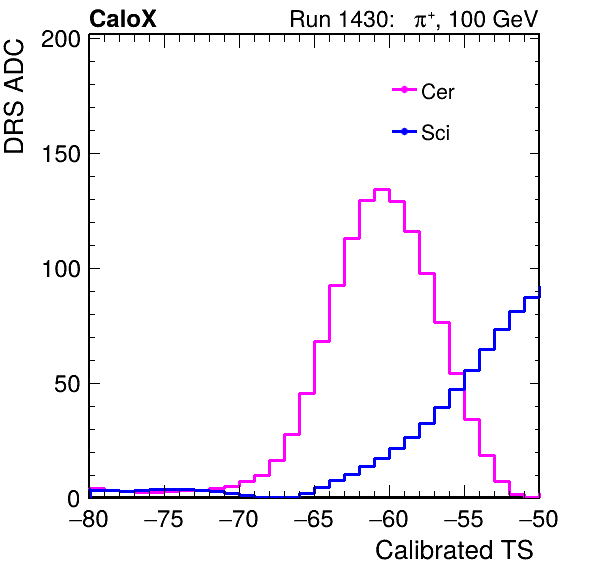 CaloX Run 1430: π⁺, 100 GeV
DRS ADC
200
150
100
50
0
Cer
Sci
−80 −75 −70 −65 −60 −55 −50
Calibrated TS